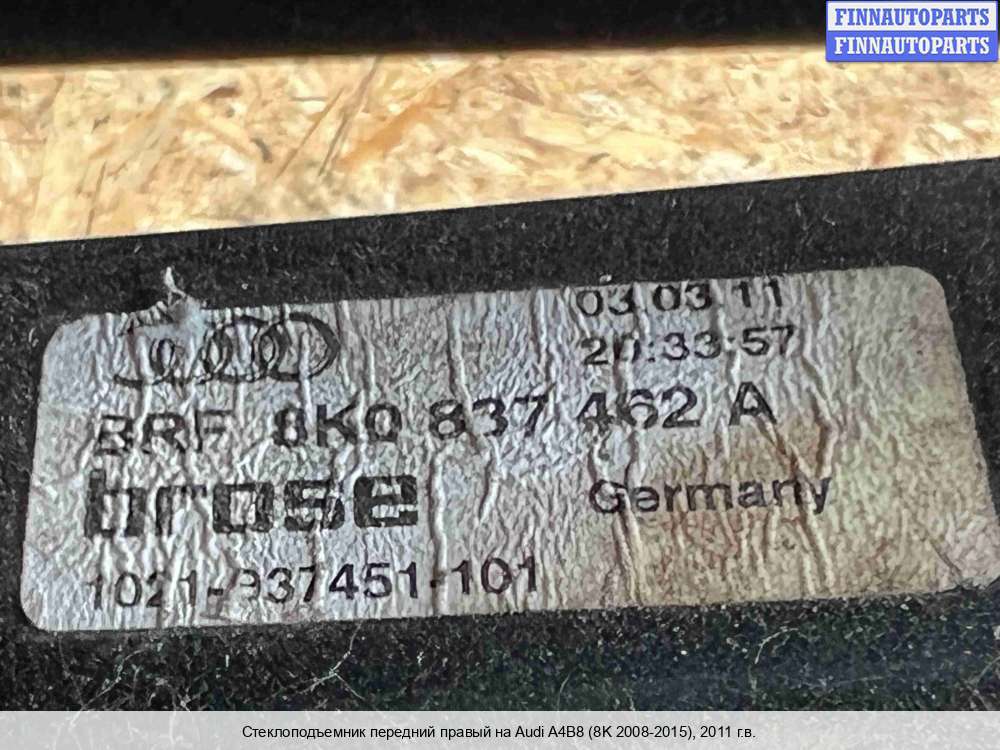 FINNAUTOPARTS
FINNAUTOPARTS
03.03.11
20:33:57
BRF 8K0 837 462 A
brose Germany
1021-937451-101
Стеклоподъемник передний правый на Audi A4B8 (8K 2008-2015), 2011 г.в.